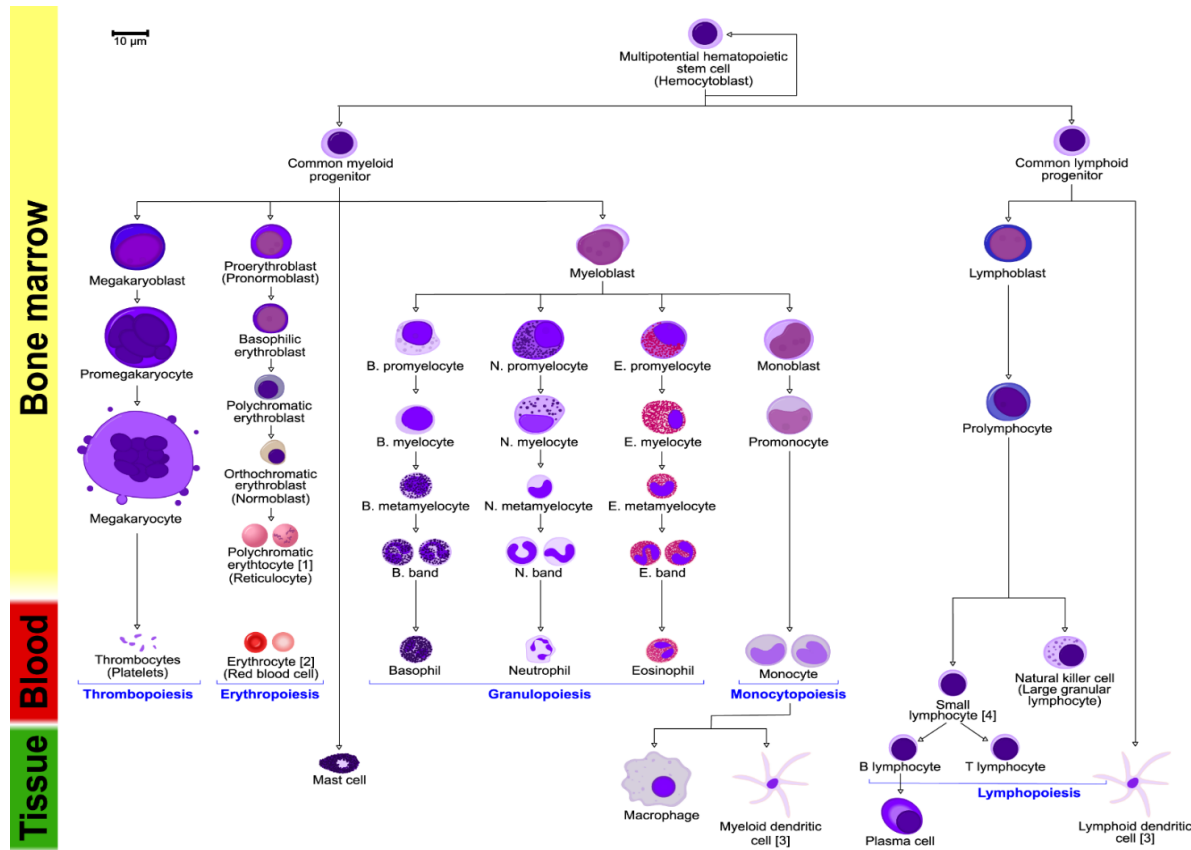 10 µm
Bone marrow
Blood
Tissue
Multipotential hematopoietic
stem cell
(Hemocytoblast)
Common myeloid
progenitor
Common lymphoid
progenitor
Megakaryoblast
Proerythroblast
(Pronormoblast)
Myeloblast
Lymphoblast
Promegakaryocyte
Basophilic
erythroblast
B. promyelocyte
N. promyelocyte
E. promyelocyte
Monoblast
Polychromatic
erythroblast
B. myelocyte
N. myelocyte
E. myelocyte
Promonocyte
Prolymphocyte
Megakaryocyte
Orthochromatic
erythroblast
(Normoblast)
B. metamyelocyte
N. metamyelocyte
E. metamyelocyte
Polychromatic
erythtocyte [1]
(Reticulocyte)
B. band
N. band
E. band
Thrombocytes
(Platelets)
Erythrocyte [2]
(Red blood cell)
Basophil
Neutrophil
Eosinophil
Monocyte
Natural killer cell
(Large granular
lymphocyte)
Small
lymphocyte [4]
Thrombopoiesis
Erythropoiesis
Granulopoiesis
Monocytopoiesis
Mast cell
Macrophage
Myeloid dendritic
cell [3]
B lymphocyte
T lymphocyte
Lymphopoiesis
Plasma cell
Lymphoid dendritic
cell [3]